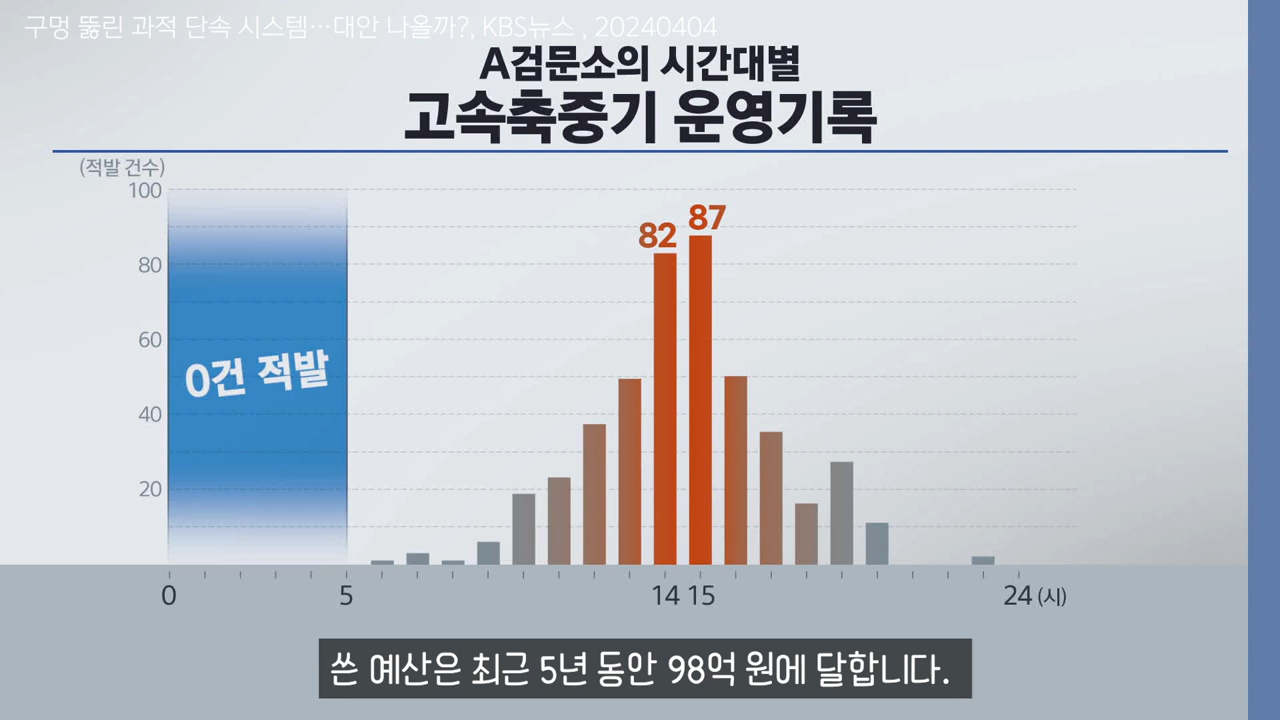 구멍 뚫린 과적 단속 시스템…대안 나올까?, KBS뉴스 , 20240404
A검문소의 시간대별
고속축중기 운영기록
(적발 건수)
100
80
60
40
20
82
87
0건 적발
0
5
14
15
24 (시)
쓴 예산은 최근 5년 동안 98억 원에 달합니다.